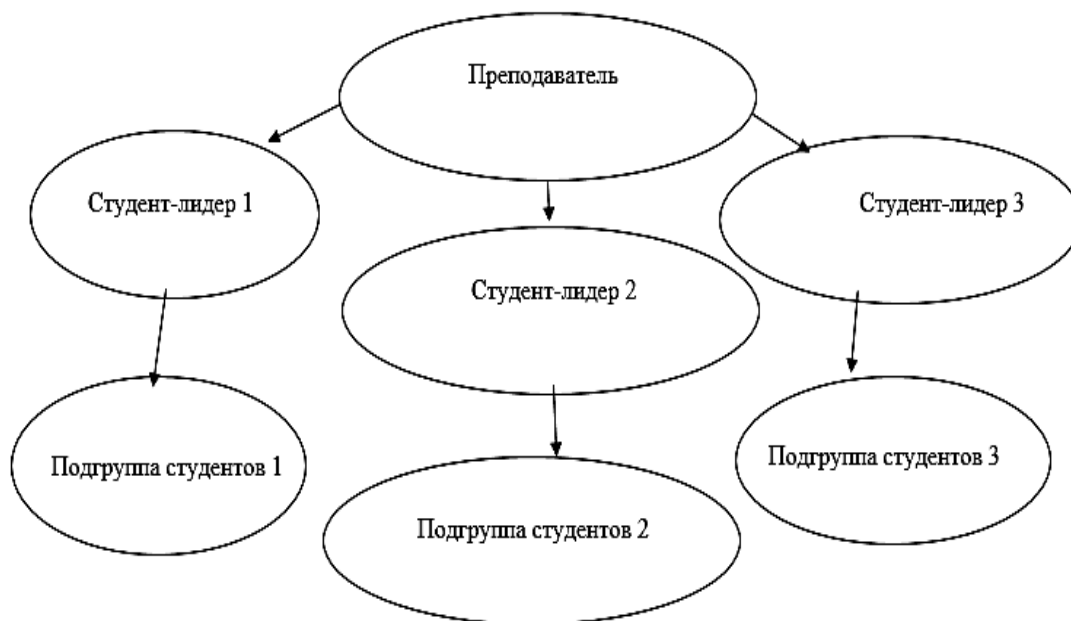 Преподаватель
Студент-лидер 1
Студент-лидер 3
Студент-лидер 2
Подгруппа студентов 1
Подгруппа студентов 3
Подгруппа студентов 2